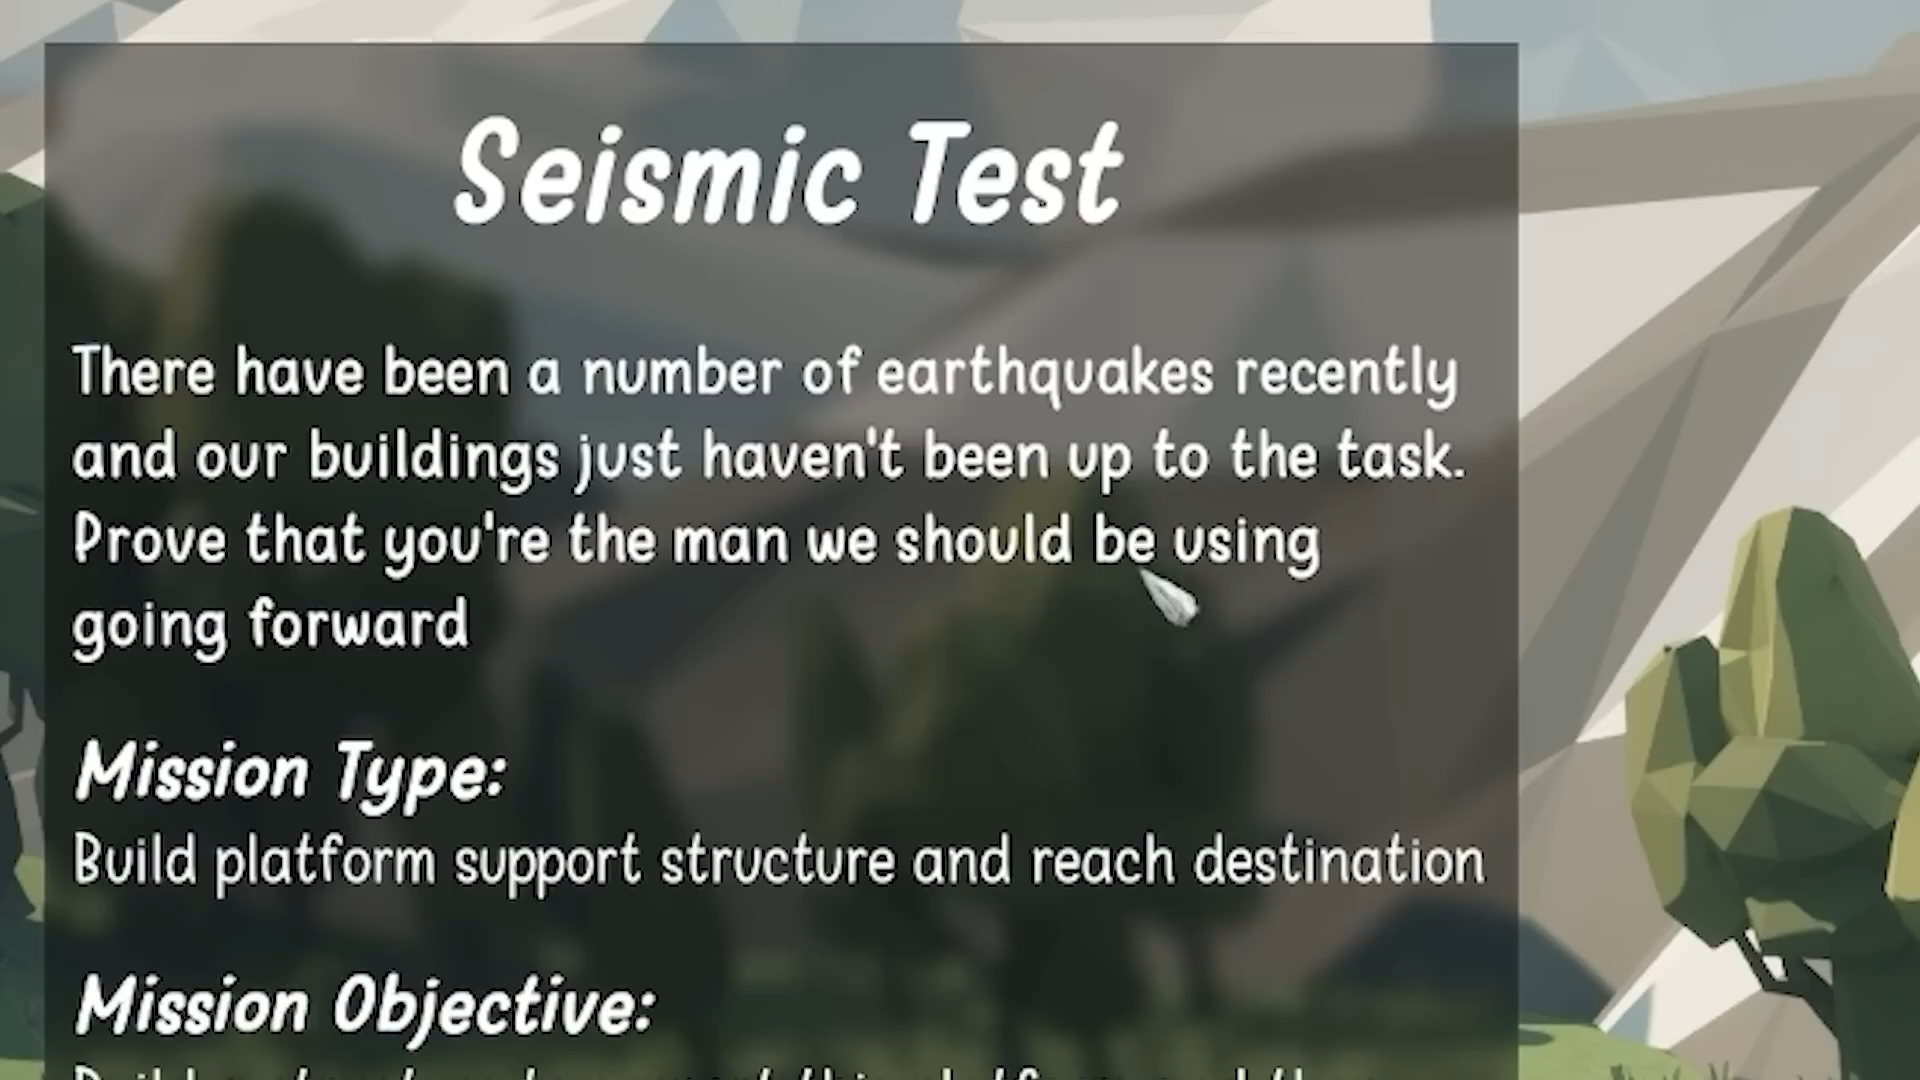 Seismic Test
There have been a number of earthquakes recently
and our buildings just haven't been up to the task.
Prove that you're the man we should be using
going forward
Mission Type:
Build platform support structure and reach destination
Mission Objective: